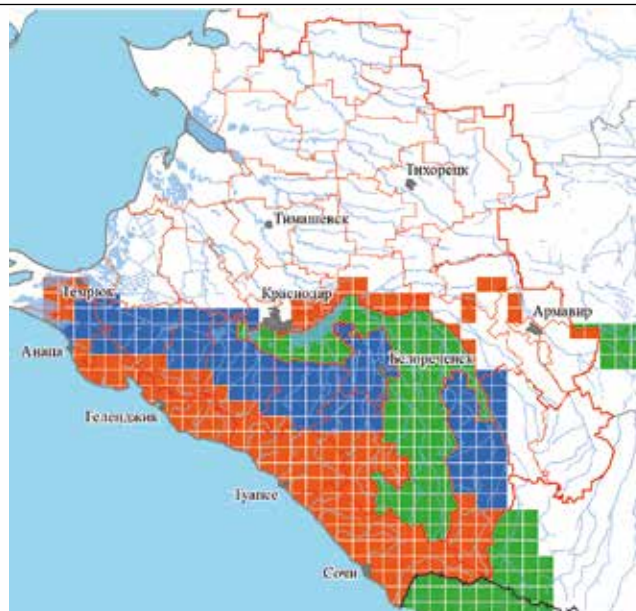 Тихорецк
Тимашевск
Темрюк
Краснодар
Армавир
Анапа
Белореченск
Геленджик
Туапсе
Сочи